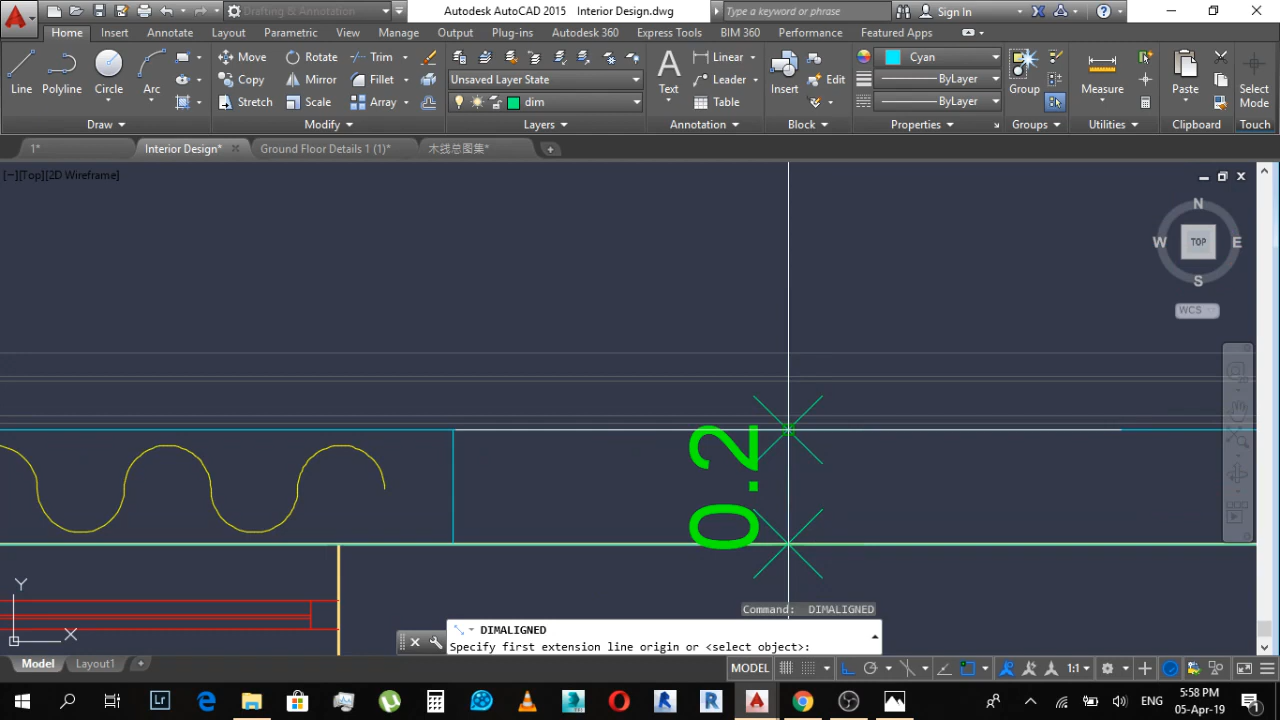 Drafting & Annotation
Autodesk AutoCAD 2015 Interior Design.dwg
Type a keyword or phrase
Sign In
Home Insert Annotate Layout Parametric View Manage Output Plug-ins Autodesk 360 Express Tools BIM 360 Performance Featured Apps
Line Polyline Circle Arc
Move Rotate Trim
Copy Mirror Fillet
Stretch Scale Array
Unsaved Layer State
dim
A
Text
Linear
Leader
Table
Insert
Edit
Cyan
ByLayer
ByLayer
Group
Measure
Paste
Select Mode
Draw Modify Layers Annotation Block Properties Groups Utilities Clipboard Touch
1* Interior Design* Ground Floor Details 1 (1)* 木线总图集*
[−][Top][2D Wireframe]
N
W TOP E
S
WCS
0.2
Y
X
Command: DIMALIGNED
DIMALIGNED
Specify first extension line origin or <select object>:
Model Layout1
MODEL 1:1
Lr
R
ENG
5:58 PM
05-Apr-19
1